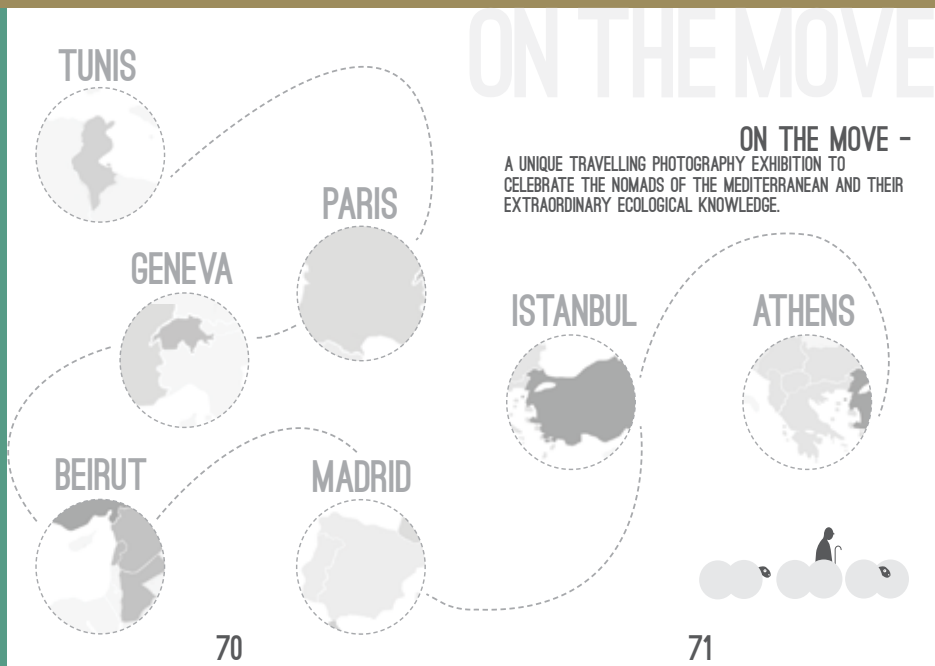 ON THE MOVE
TUNIS
PARIS
GENEVA
BEIRUT
MADRID
ON THE MOVE –
A UNIQUE TRAVELLING PHOTOGRAPHY EXHIBITION TO
CELEBRATE THE NOMADS OF THE MEDITERRANEAN AND THEIR
EXTRAORDINARY ECOLOGICAL KNOWLEDGE.
ISTANBUL
ATHENS
70
71